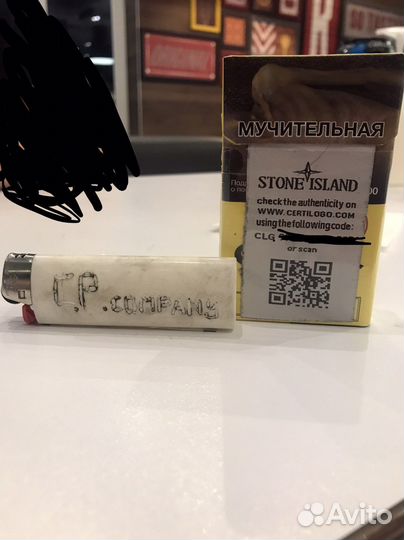 МУЧИТЕЛЬНАЯ
STONE ISLAND
check the authenticity on
WWW.CERTILOGO.COM
using the following code:
CLG
or scan
C.P. COMPANY
Avito